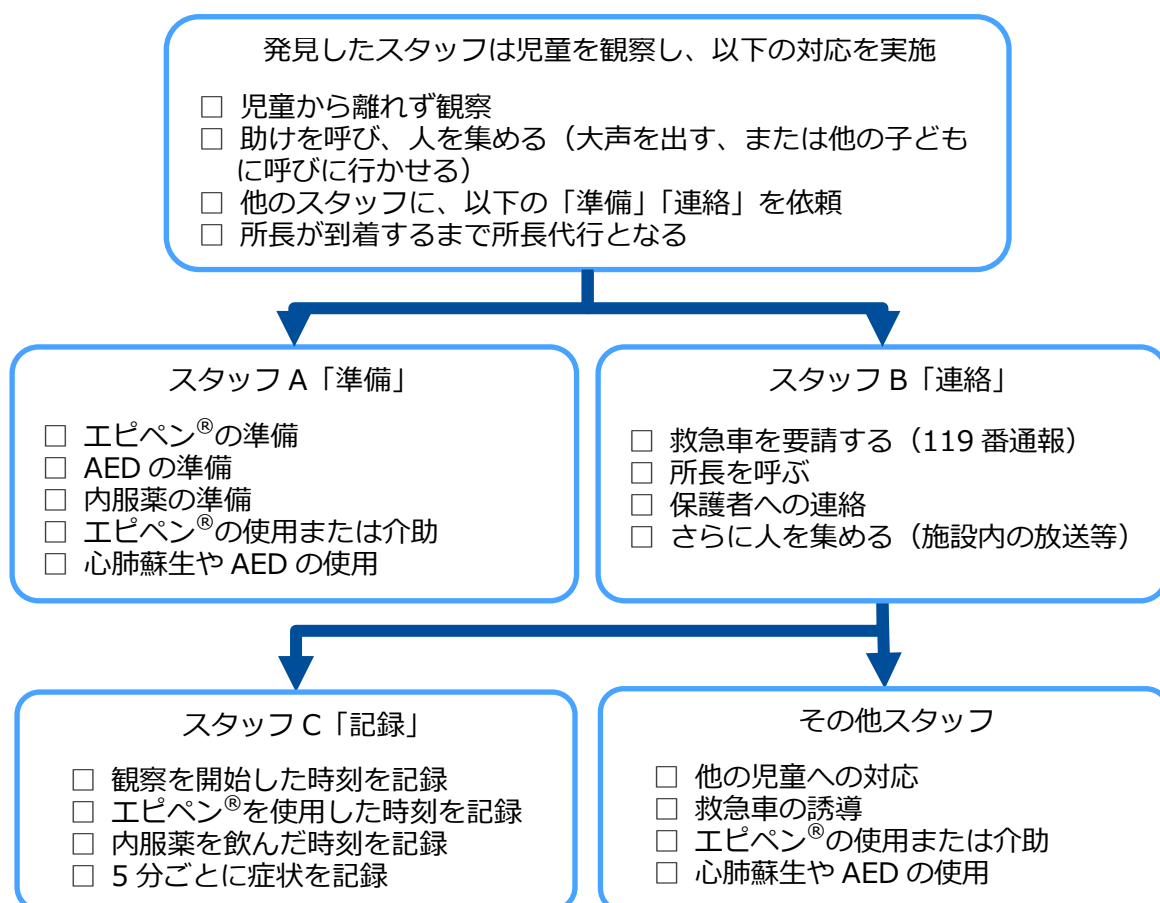 発見したスタッフは児童を観察し、以下の対応を実施
□ 児童から離れず観察
□ 助けを呼び、人を集める（大声を出す、または他の子ども
に呼びに行かせる）
□ 他のスタッフに、以下の「準備」「連絡」を依頼
□ 所長が到着するまで所長代行となる
スタッフ A「準備」
□ エピペン®の準備
□ AED の準備
□ 内服薬の準備
□ エピペン®の使用または介助
□ 心肺蘇生や AED の使用
スタッフ B「連絡」
□ 救急車を要請する（119 番通報）
□ 所長を呼ぶ
□ 保護者への連絡
□ さらに人を集める（施設内の放送等）
スタッフ C「記録」
□ 観察を開始した時刻を記録
□ エピペン®を使用した時刻を記録
□ 内服薬を飲んだ時刻を記録
□ 5 分ごとに症状を記録
その他スタッフ
□ 他の児童への対応
□ 救急車の誘導
□ エピペン®の使用または介助
□ 心肺蘇生や AED の使用